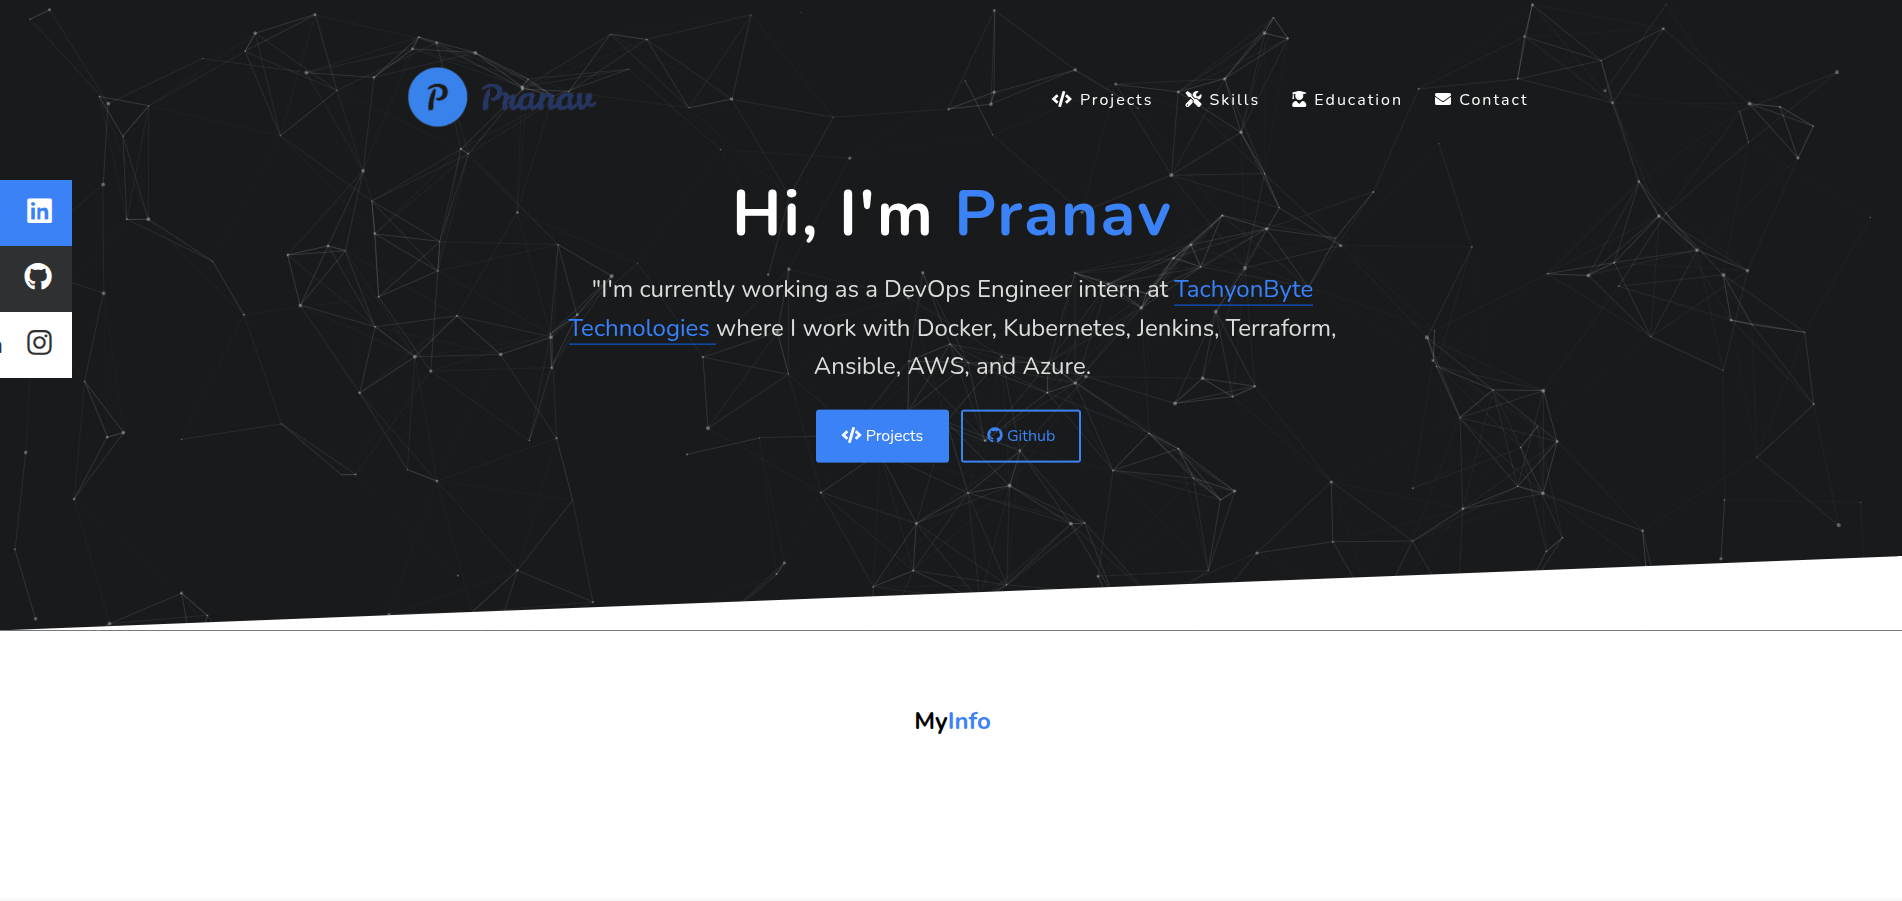 P Pranav
Projects Skills Education Contact
Hi, I'm Pranav
"I'm currently working as a DevOps Engineer intern at TachyonByte
Technologies where I work with Docker, Kubernetes, Jenkins, Terraform,
Ansible, AWS, and Azure.
in
Projects Github
MyInfo